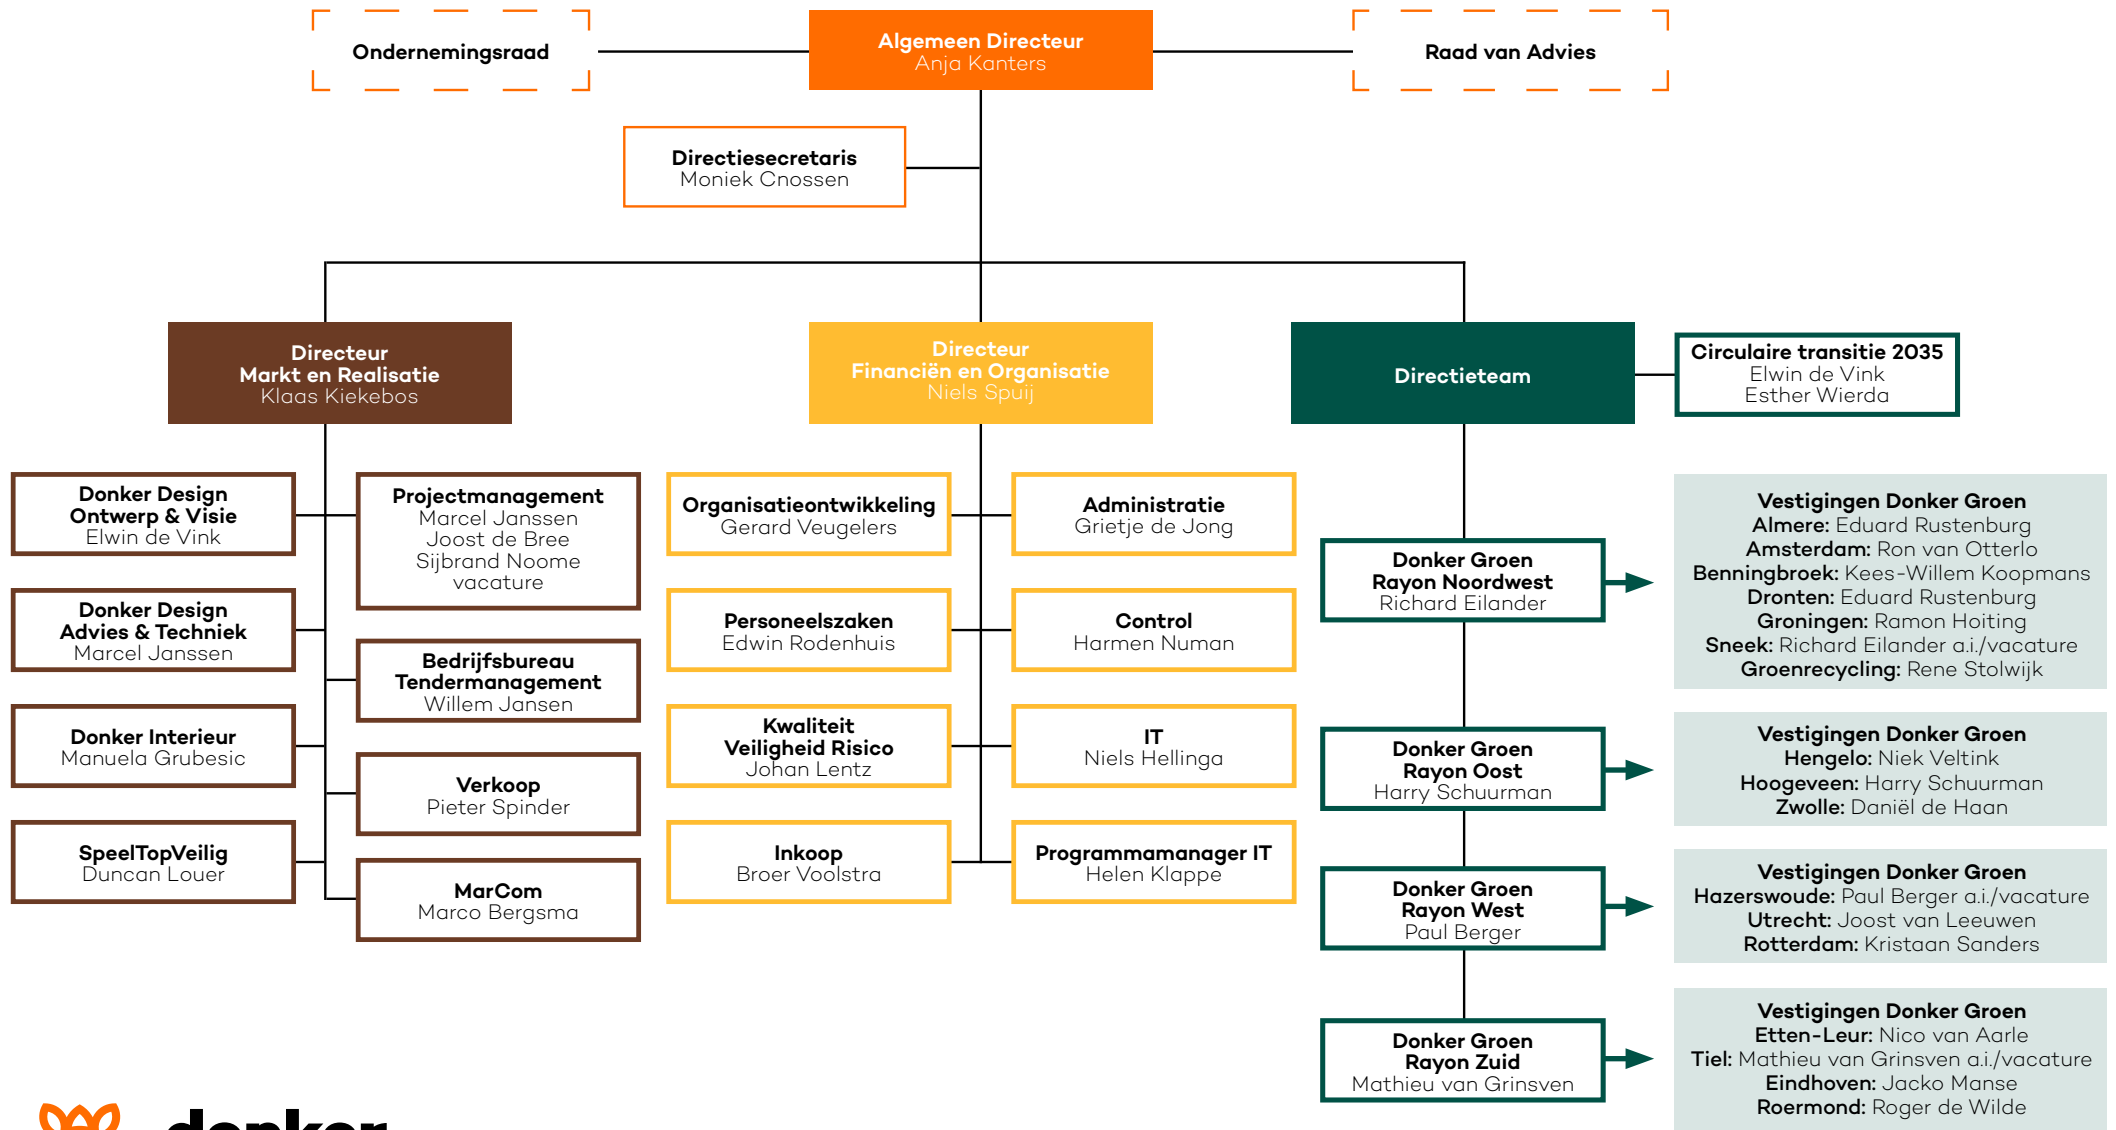 Ondernemingsraad
Algemeen Directeur
Anja Kanters
Raad van Advies
Directiesecretaris
Moniek Cnossen
Directeur
Markt en Realisatie
Klaas Kiekebos
Directeur
Financiën en Organisatie
Niels Spuij
Directieteam
Circulaire transitie 2035
Elwin de Vink
Esther Wierda
Donker Design
Ontwerp & Visie
Elwin de Vink
Donker Design
Advies & Techniek
Marcel Janssen
Donker Interieur
Manuela Grubesic
SpeelTopVeilig
Duncan Louer
Projectmanagement
Marcel Janssen
Joost de Bree
Sijbrand Noome
vacature
Bedrijfsbureau
Tendermanagement
Willem Jansen
Verkoop
Pieter Spinder
MarCom
Marco Bergsma
Organisatieontwikkeling
Gerard Veugelers
Personeelszaken
Edwin Rodenhuis
Kwaliteit
Veiligheid Risico
Johan Lentz
Inkoop
Broer Voolstra
Administratie
Grietje de Jong
Control
Harmen Numan
IT
Niels Hellinga
Programmamanager IT
Helen Klappe
Donker Groen
Rayon Noordwest
Richard Eilander
Vestigingen Donker Groen
Almere: Eduard Rustenburg
Amsterdam: Ron van Otterlo
Benningbroek: Kees-Willem Koopmans
Dronten: Eduard Rustenburg
Groningen: Ramon Hoiting
Sneek: Richard Eilander a.i./vacature
Groenrecycling: Rene Stolwijk
Donker Groen
Rayon Oost
Harry Schuurman
Vestigingen Donker Groen
Hengelo: Niek Veltink
Hoogeveen: Harry Schuurman
Zwolle: Daniël de Haan
Donker Groen
Rayon West
Paul Berger
Vestigingen Donker Groen
Hazerswoude: Paul Berger a.i./vacature
Utrecht: Joost van Leeuwen
Rotterdam: Kristaan Sanders
Donker Groen
Rayon Zuid
Mathieu van Grinsven
Vestigingen Donker Groen
Etten-Leur: Nico van Aarle
Tiel: Mathieu van Grinsven a.i./vacature
Eindhoven: Jacko Manse
Roermond: Roger de Wilde
donker